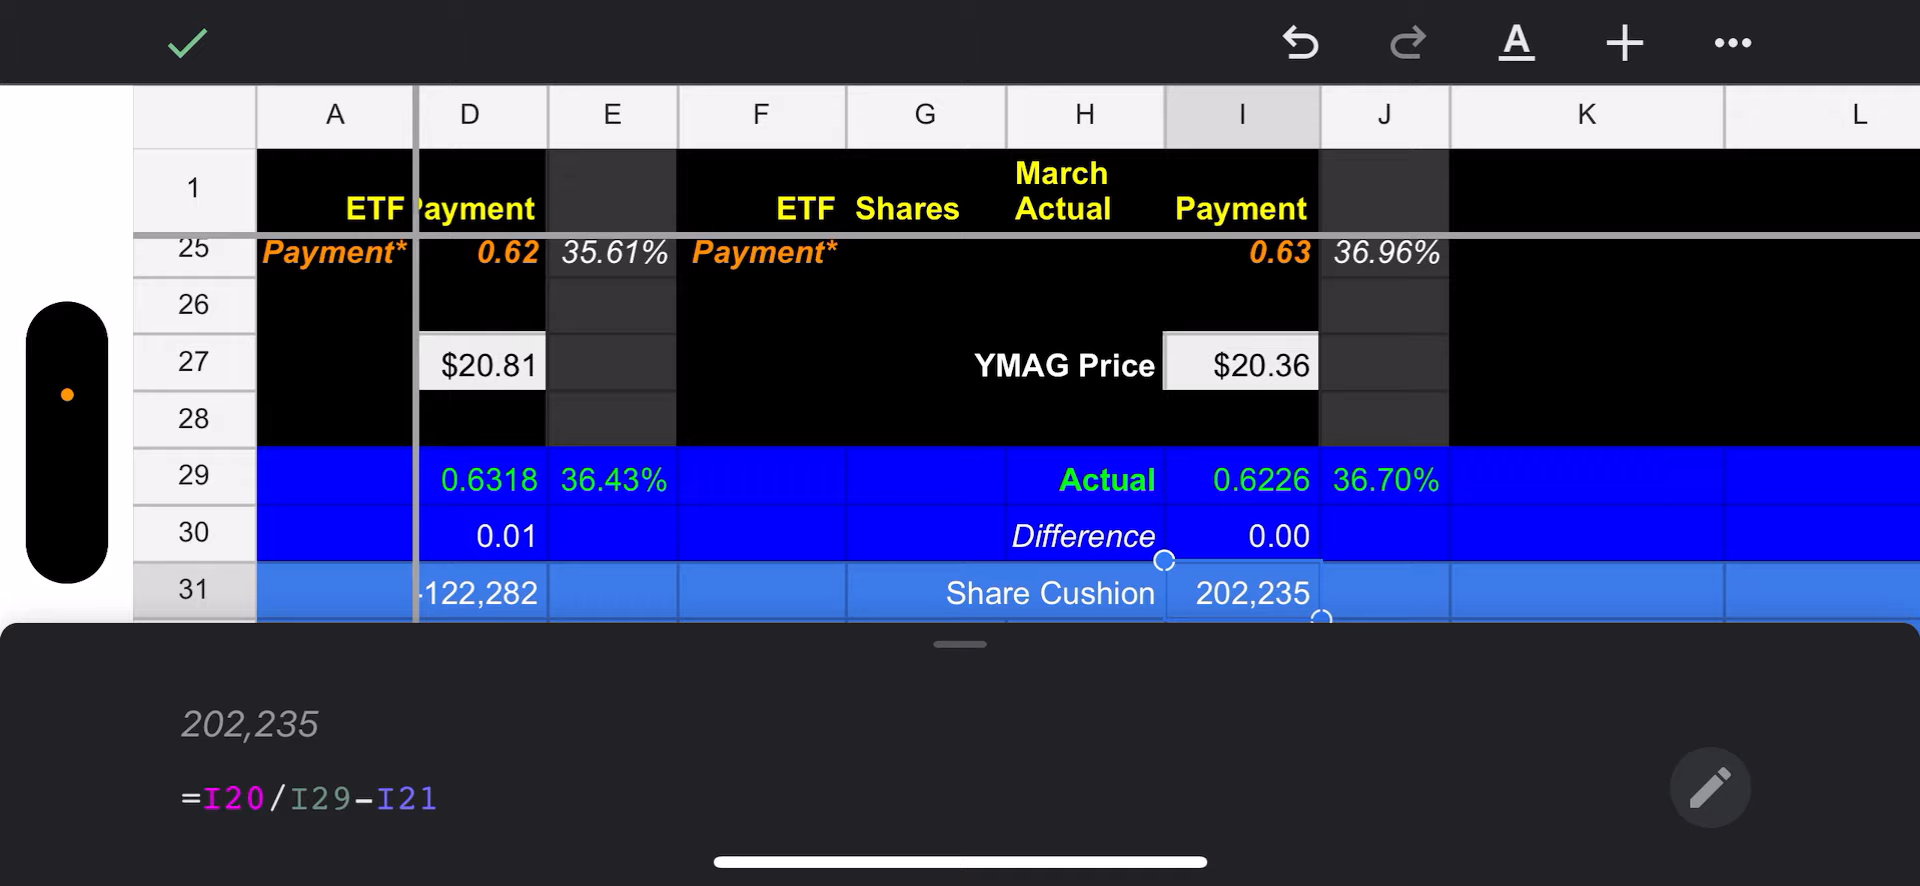 A D E F G H I J K L
1 ETF Payment ETF Shares March Actual Payment
25 Payment* 0.62 35.61% Payment* 0.63 36.96%
26
27 $20.81 YMAG Price $20.36
28
29 0.6318 36.43% Actual 0.6226 36.70%
30 0.01 Difference 0.00
31 -122,282 Share Cushion 202,235
202,235
=I20/I29-I21